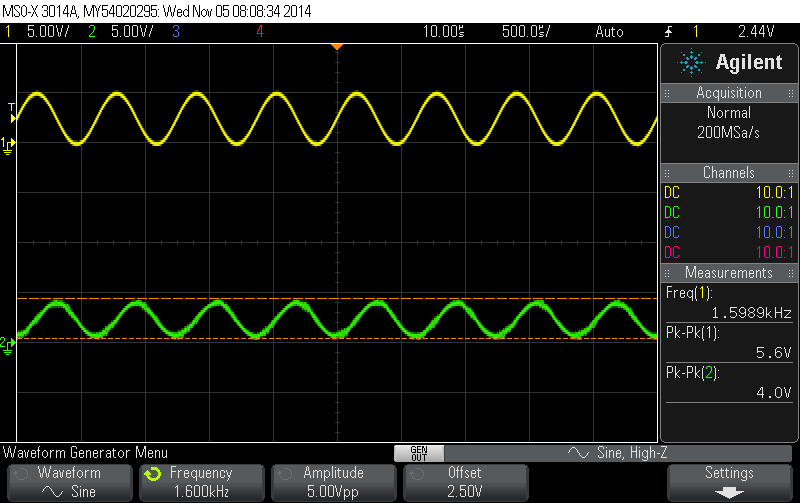 MSO-X 3014A, MY54020295: Wed Nov 05 08:08:34 2014
1 5.00V/ 2 5.00V/ 3 4 10.00s 500.0s/ Auto 1 2.44V
Agilent
Acquisition
Normal
200MSa/s
Channels
DC 10.0:1
DC 10.0:1
DC 10.0:1
DC 10.0:1
Measurements
Freq(1):
1.5989kHz
Pk-Pk(1):
5.6V
Pk-Pk(2):
4.0V
T
1
2
Waveform Generator Menu
GEN OUT
Sine, High-Z
Waveform
Sine
Frequency
1.600kHz
Amplitude
5.00Vpp
Offset
2.50V
Settings